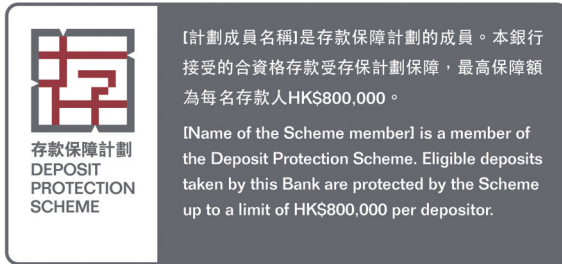 存款保障計劃
DEPOSIT
PROTECTION
SCHEME
[計劃成員名稱]是存款保障計劃的成員。本銀行
接受的合資格存款受存保計劃保障，最高保障額
為每名存款人HK$800,000。
[Name of the Scheme member] is a member of
the Deposit Protection Scheme. Eligible deposits
taken by this Bank are protected by the Scheme
up to a limit of HK$800,000 per depositor.